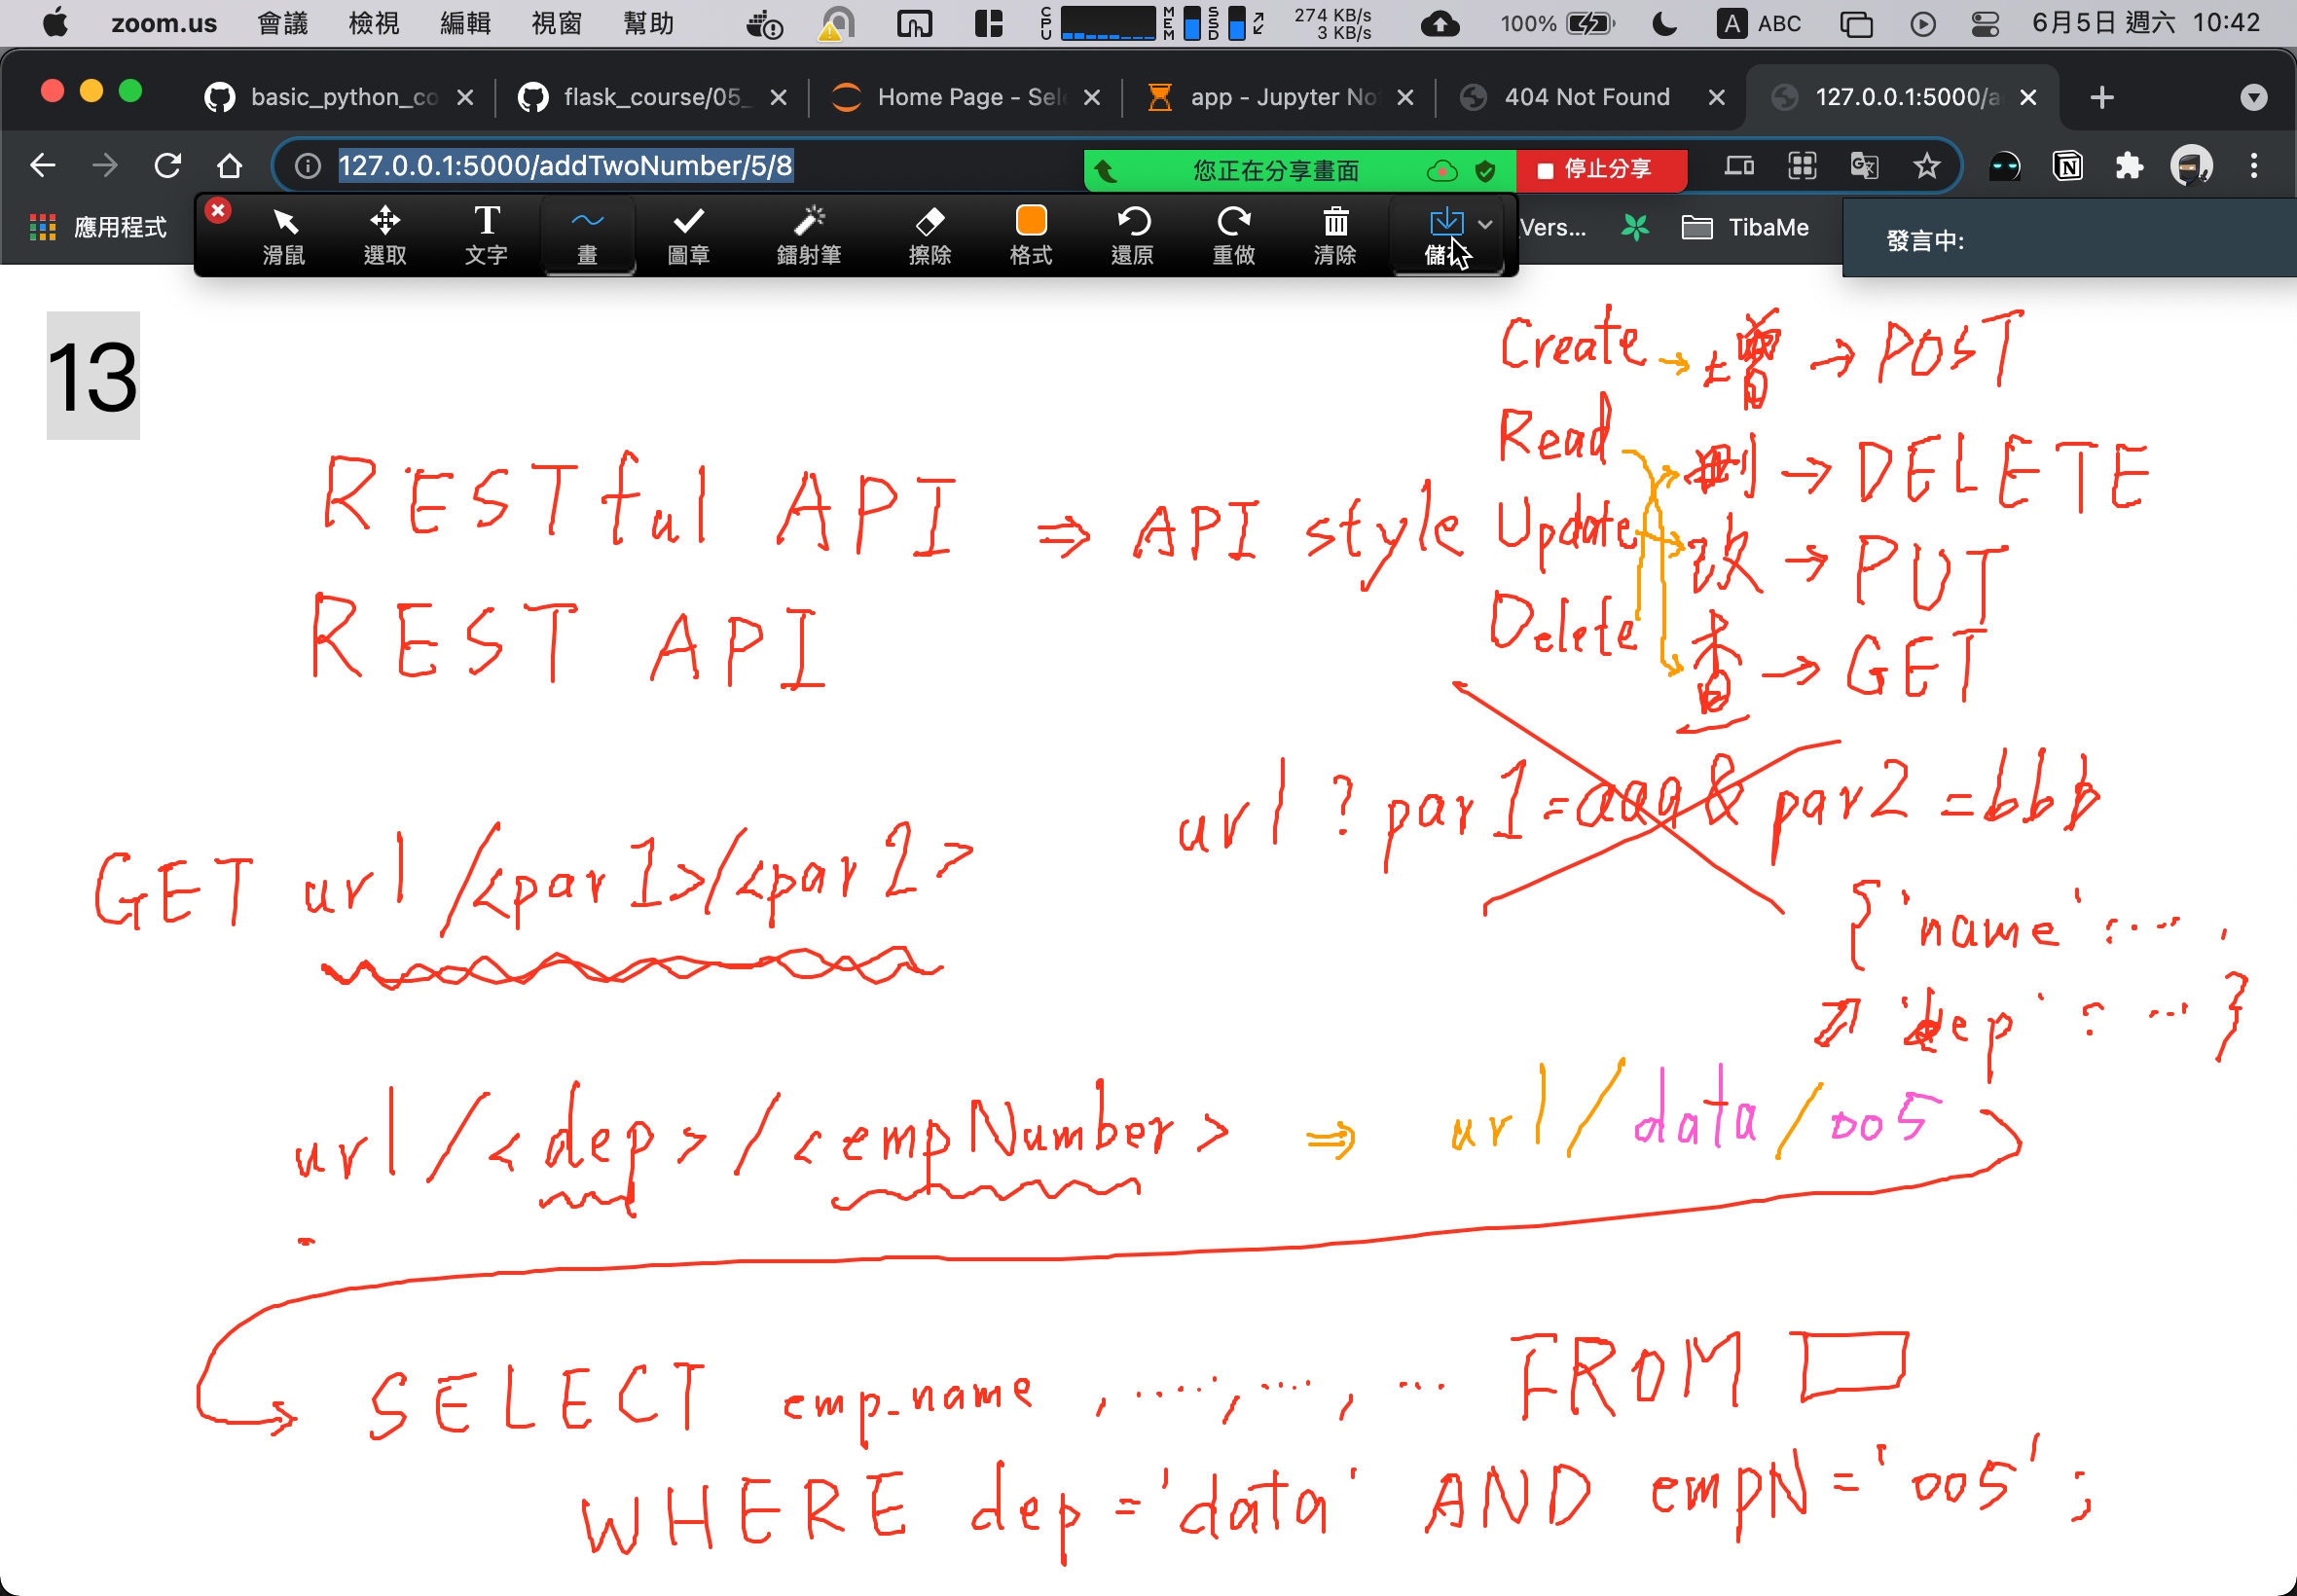 zoom.us 會議 檢視 編輯 視窗 幫助 CPU MEM SSD 274 KB/s 3 KB/s 100% A ABC 6月5日 週六 10:42
basic_python_co flask_course/05_ Home Page - Sele app - Jupyter No 404 Not Found 127.0.0.1:5000/a
127.0.0.1:5000/addTwoNumber/5/8 您正在分享畫面 停止分享
應用程式 _Vers... TibaMe 發言中:
滑鼠 選取 文字 畫 圖章 鐳射筆 擦除 格式 還原 重做 清除
13
Create → 增 → POST
Read 刪 → DELETE
RESTful API ⇒ API style Update 改 → PUT
REST API Delete 查 → GET
url ? par1=aaa&par2=bbb
GET url/<par1>/<par2>
{'name': ... ,
'dep': ... }
url/<dep>/<empNumber> ⇒ url/data/005
SELECT emp_name , ...., ..., ... FROM
WHERE dep='data' AND empN='005';